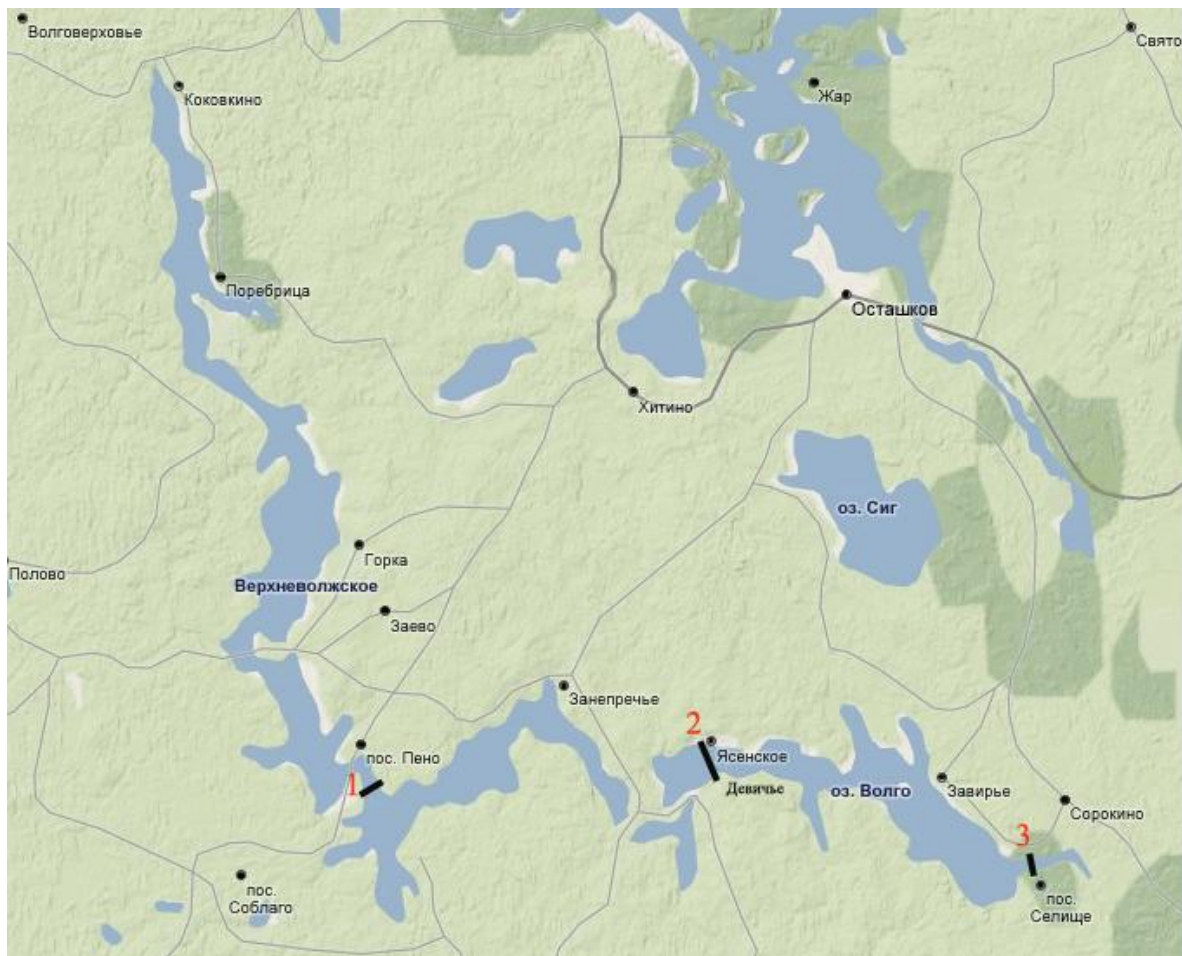 Волговерховье
Свято
Коковкино
Жар
Поребрица
Осташков
Хитино
оз. Сиг
Горка
Полово
Верхневолжское
Заево
Занепречье
2
пос. Пено
Ясенское
1
Девичье
оз. Волго
Завирье
Сорокино
3
пос.
Соблаго
пос.
Селище